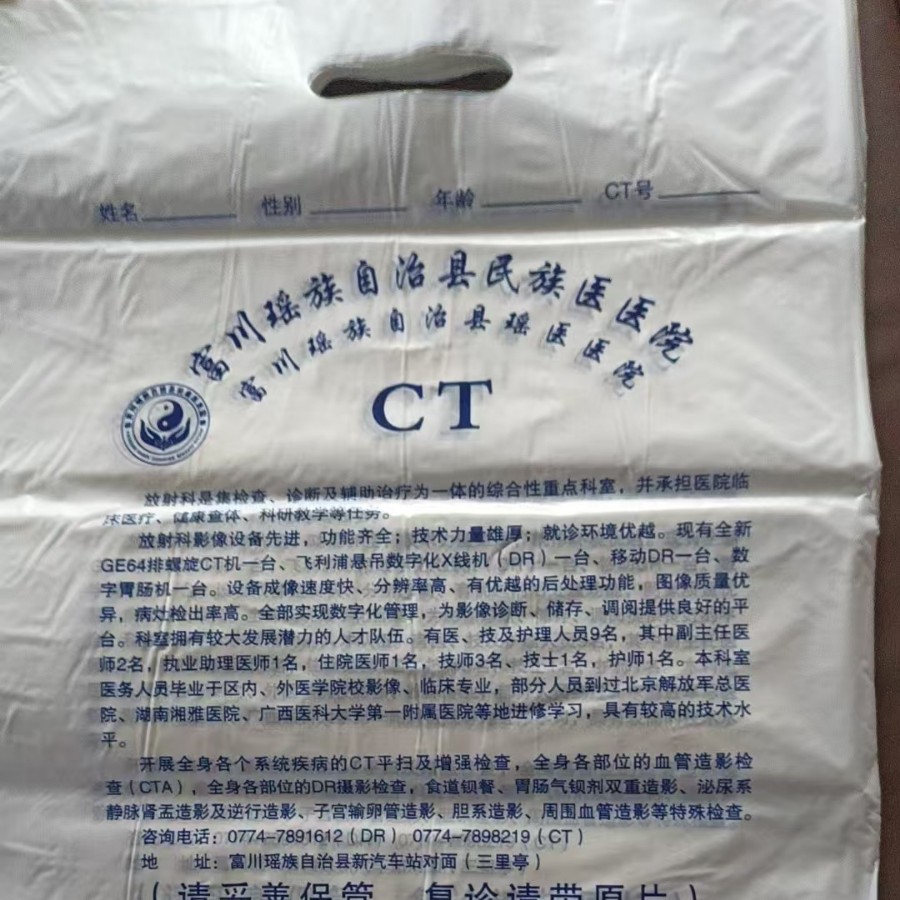 姓名 性别 年龄 CT号
富川瑶族自治县民族医医院
富川瑶族自治县瑶医医院
CT
放射科是集检查、诊断及辅助治疗为一体的综合性重点科室，并承担医院临
床医疗、健康查体、科研教学等任务。
放射科影像设备先进，功能齐全；技术力量雄厚；就诊环境优越。现有全新
GE64排螺旋CT机一台、飞利浦悬吊数字化X线机（DR）一台、移动DR一台、数
字胃肠机一台。设备成像速度快、分辨率高、有优越的后处理功能，图像质量优
异，病灶检出率高。全部实现数字化管理，为影像诊断、储存、调阅提供良好的平
台。科室拥有较大发展潜力的人才队伍。有医、技及护理人员9名，其中副主任医
师2名，执业助理医师1名，住院医师1名，技师3名、技士1名，护师1名。本科室
医务人员毕业于区内、外医学院校影像、临床专业，部分人员到过北京解放军总医
院、湖南湘雅医院、广西医科大学第一附属医院等地进修学习，具有较高的技术水
平。
开展全身各个系统疾病的CT平扫及增强检查，全身各部位的血管造影检
查（CTA），全身各部位的DR摄影检查，食道钡餐、胃肠气钡剂双重造影、泌尿系
静脉肾盂造影及逆行造影、子宫输卵管造影、胆系造影、周围血管造影等特殊检查。
咨询电话：0774-7891612（DR） 0774-7898219（CT）
地 址：富川瑶族自治县新汽车站对面（三里亭）
（请妥善保管 复诊请带原片）